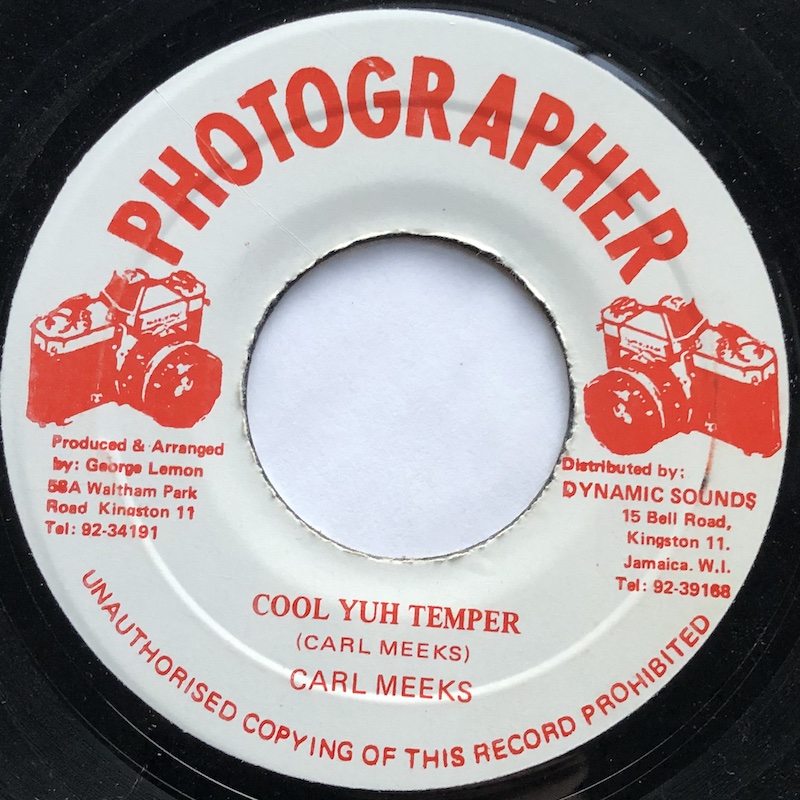 PHOTOGRAPHER
Produced & Arranged
by: George Lemon
58A Waltham Park
Road Kingston 11
Tel: 92-34191
Distributed by:
DYNAMIC SOUNDS
15 Bell Road,
Kingston 11.
Jamaica. W.I.
Tel: 92-39168
COOL YUH TEMPER
(CARL MEEKS)
CARL MEEKS
UNAUTHORISED COPYING OF THIS RECORD PROHIBITED